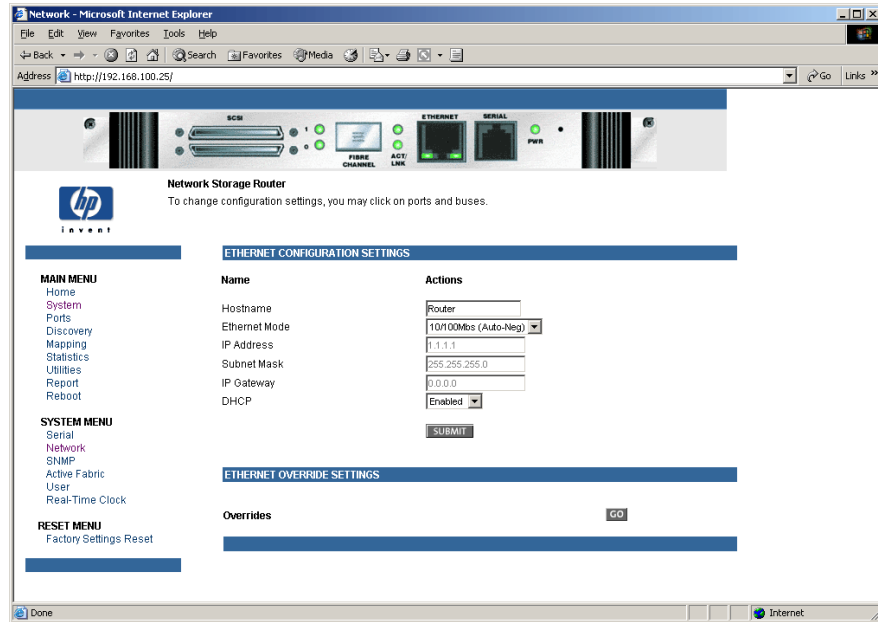 Network - Microsoft Internet Explorer
File Edit View Favorites Tools Help
Back Search Favorites Media
Address http://192.168.100.25/ Go Links »
SCSI ETHERNET SERIAL
1
0
FIBRE CHANNEL ACT/LNK PWR
hp
invent
Network Storage Router
To change configuration settings, you may click on ports and buses.
MAIN MENU
Home
System
Ports
Discovery
Mapping
Statistics
Utilities
Report
Reboot
SYSTEM MENU
Serial
Network
SNMP
Active Fabric
User
Real-Time Clock
RESET MENU
Factory Settings Reset
ETHERNET CONFIGURATION SETTINGS
Name Actions
Hostname Router
Ethernet Mode 10/100Mbs (Auto-Neg)
IP Address 1.1.1.1
Subnet Mask 255.255.255.0
IP Gateway 0.0.0.0
DHCP Enabled
SUBMIT
ETHERNET OVERRIDE SETTINGS
Overrides GO
Done Internet